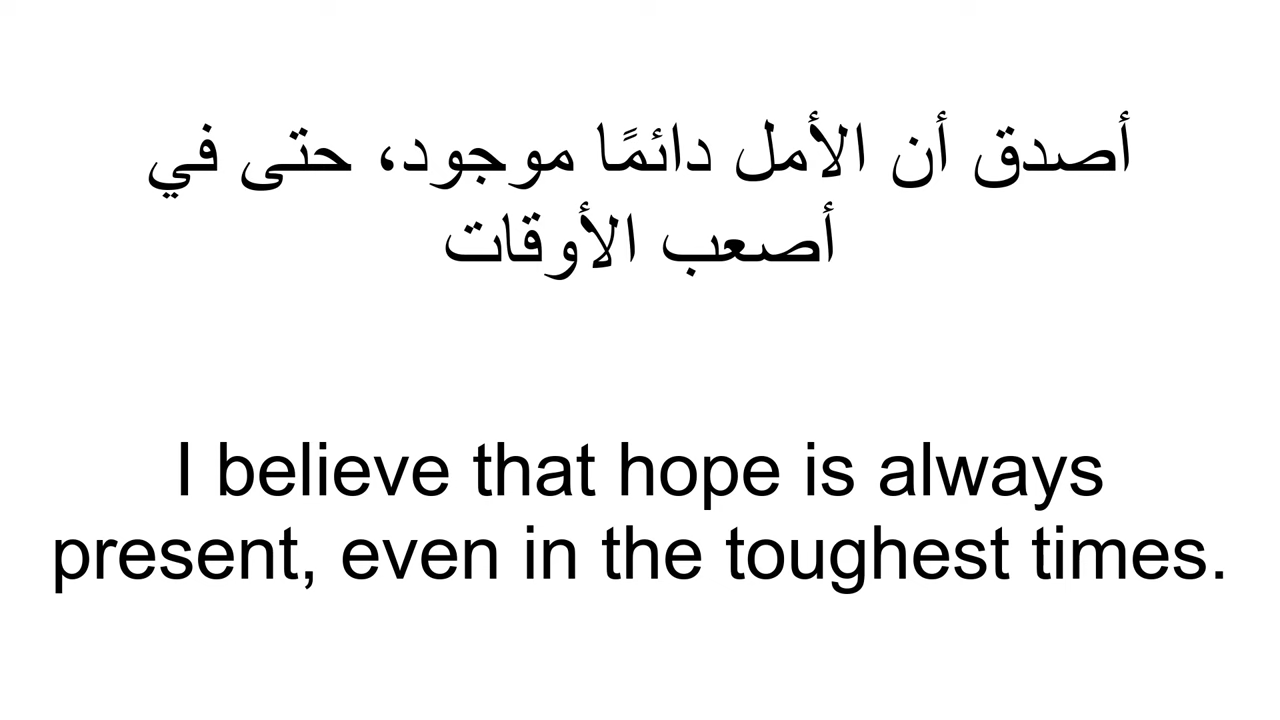 أصدق أن الأمل دائمًا موجود، حتى في
أصعب الأوقات
I believe that hope is always
present, even in the toughest times.